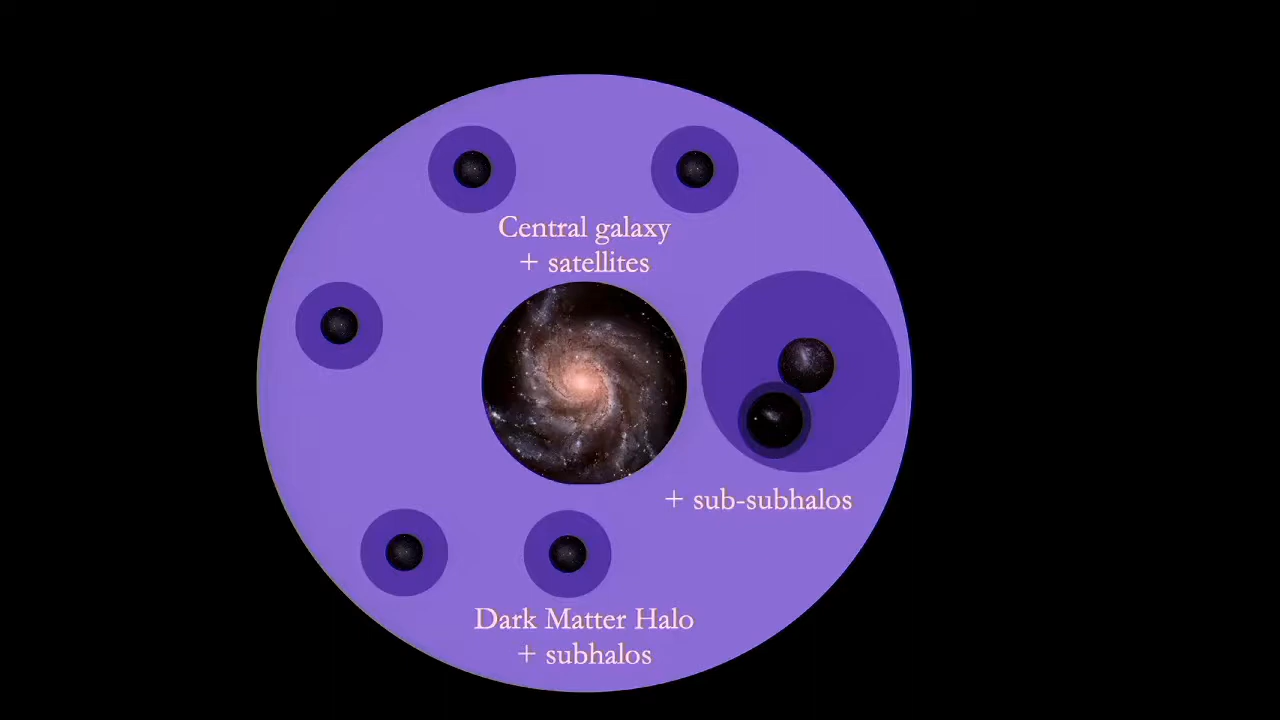 Central galaxy
+ satellites
+ sub-subhalos
Dark Matter Halo
+ subhalos